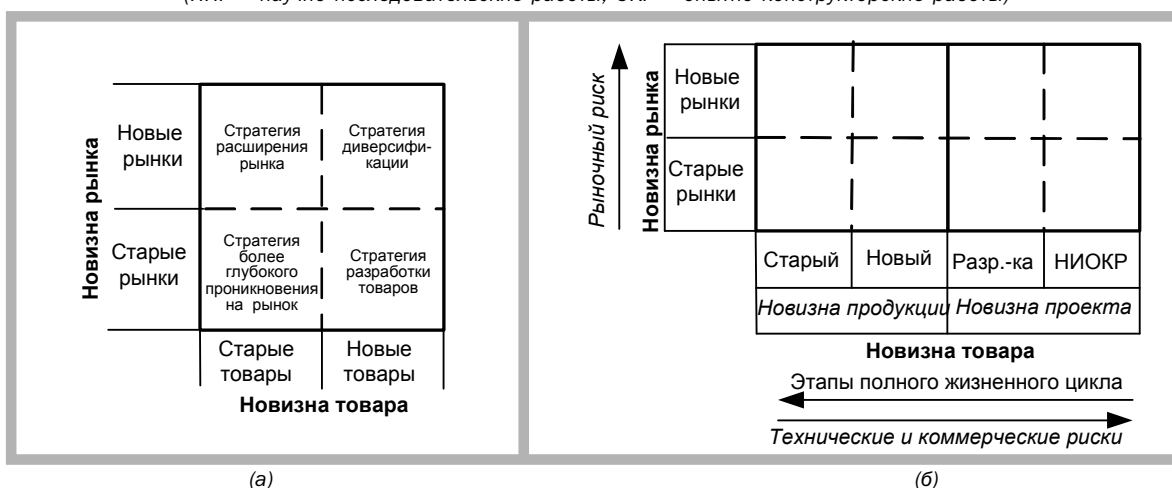 Новизна рынка
Новые
рынки
Старые
рынки
Стратегия
расширения
рынка
Стратегия
диверсифи-
кации
Стратегия
более
глубокого
проникновения
на рынок
Стратегия
разработки
товаров
Старые
товары
Новые
товары
Новизна товара
(а)
Рыночный риск
Новизна рынка
Новые
рынки
Старые
рынки
Старый
Новый
Разр.-ка
НИОКР
Новизна продукции
Новизна проекта
Новизна товара
Этапы полного жизненного цикла
Технические и коммерческие риски
(б)